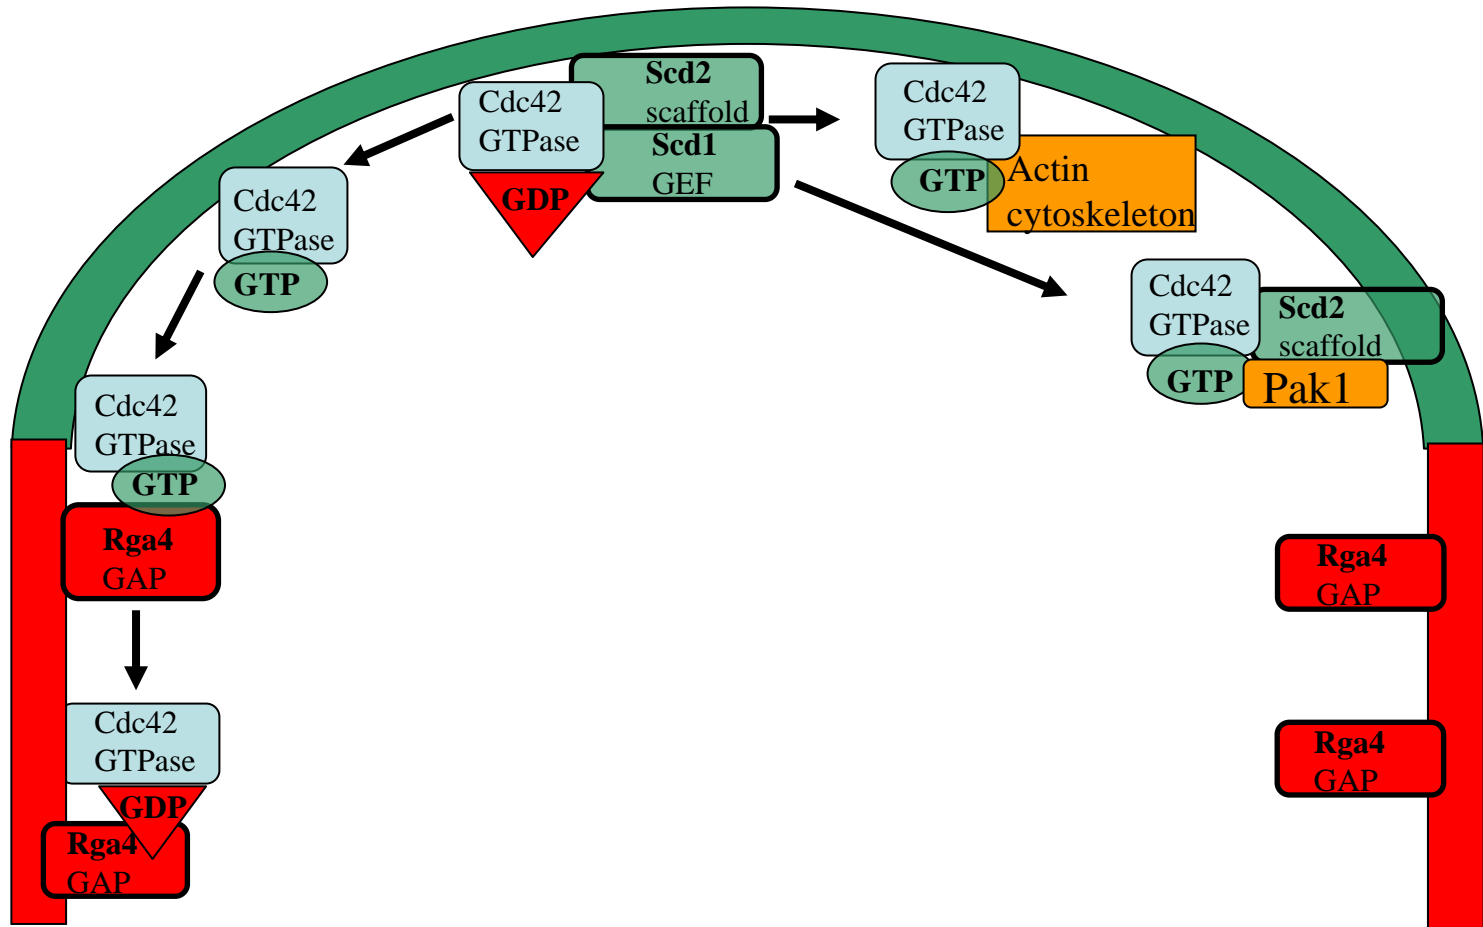 Cdc42
GTPase
GDP
Scd2
scaffold
Scd1
GEF
Cdc42
GTPase
GTP
Actin
cytoskeleton
Cdc42
GTPase
GTP
Cdc42
GTPase
GTP
Scd2
scaffold
Pak1
Cdc42
GTPase
GTP
Rga4
GAP
Rga4
GAP
Cdc42
GTPase
GDP
Rga4
GAP
Rga4
GAP